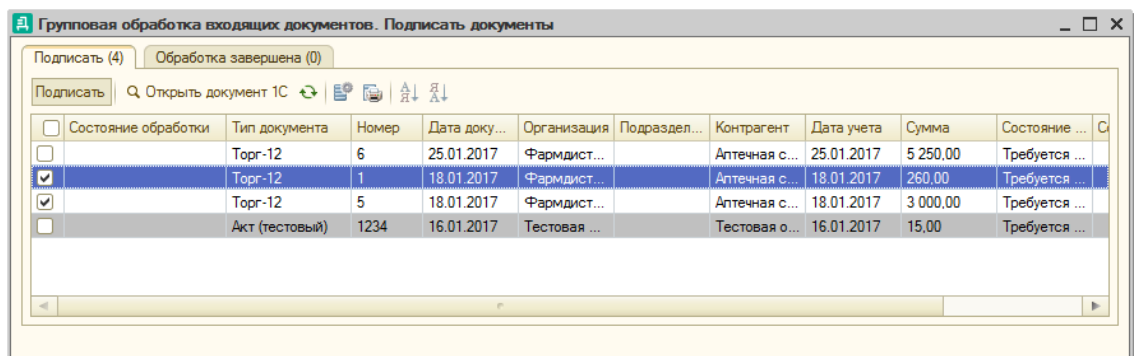 Групповая обработка входящих документов. Подписать документы
Подписать (4) Обработка завершена (0)
Подписать Открыть документ 1С
Состояние обработки Тип документа Номер Дата доку... Организация Подраздел... Контрагент Дата учета Сумма Состояние ...
Торг-12 6 25.01.2017 Фармдист... Аптечная с... 25.01.2017 5 250,00 Требуется ...
Торг-12 1 18.01.2017 Фармдист... Аптечная с... 18.01.2017 260,00 Требуется ...
Торг-12 5 18.01.2017 Фармдист... Аптечная с... 18.01.2017 3 000,00 Требуется ...
Акт (тестовый) 1234 16.01.2017 Тестовая ... Тестовая о... 16.01.2017 15,00 Требуется ...